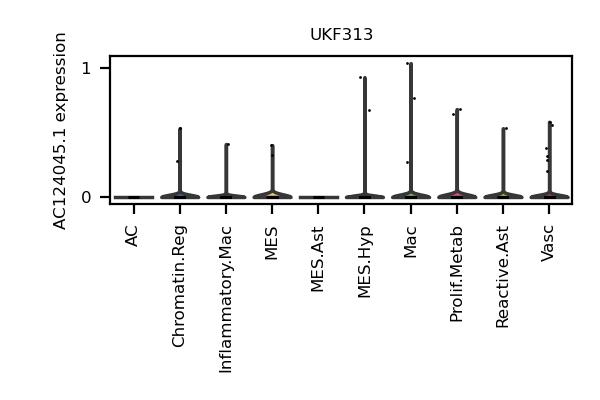 UKF313
AC124045.1 expression
1
0
AC
Chromatin.Reg
Inflammatory.Mac
MES
MES.Ast
MES.Hyp
Mac
Prolif.Metab
Reactive.Ast
Vasc